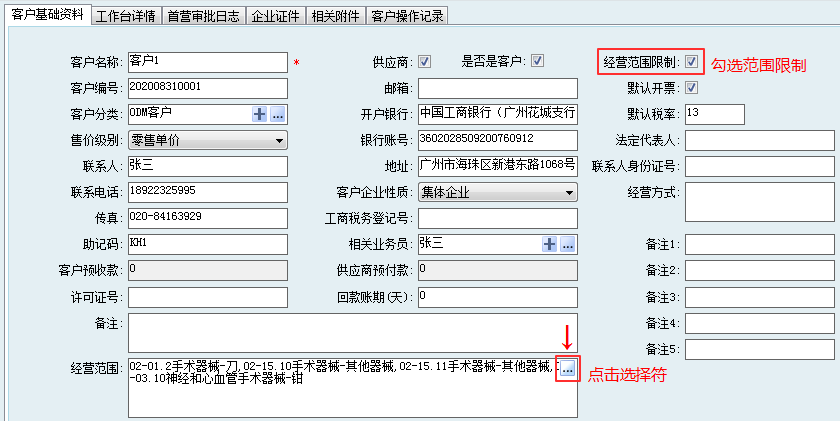 客户基础资料 工作台详情 首营审批日志 企业证件 相关附件 客户操作记录
客户名称: 客户1 * 供应商: 是否是客户: 经营范围限制: 勾选范围限制
客户编号: 202008310001 邮箱: 默认开票:
客户分类: ODM客户 开户银行: 中国工商银行（广州花城支行 默认税率: 13
售价级别: 零售单价 银行账号: 3602028509200760912 法定代表人:
联系人: 张三 地址: 广州市海珠区新港东路1068号 联系人身份证号:
联系电话: 18922325995 客户企业性质: 集体企业 经营方式:
传真: 020-84163929 工商税务登记号:
助记码: KH1 相关业务员: 张三 备注1:
客户预收款: 0 供应商预付款: 0 备注2:
许可证号: 回款账期(天): 0 备注3:
备注: 备注4:
备注5:
经营范围: 02-01.2手术器械-刀,02-15.10手术器械-其他器械,02-15.11手术器械-其他器械,
-03.10神经和心血管手术器械-钳
点击选择符